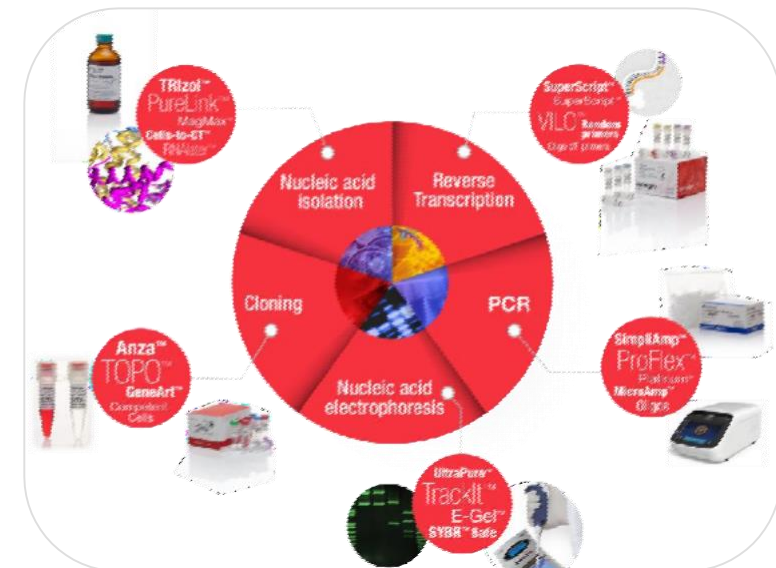 TRIzol™
PureLink™
MagMax™
Cells-to-CT™
RNAlater™
SuperScript™
SuperScript™
VILO™ Random
primers
Oligo dT primers
Nucleic acid
isolation
Reverse
Transcription
Cloning
PCR
Nucleic acid
electrophoresis
Anza™
TOPO™
GeneArt™
Competent
Cells
SimpliAmp™
ProFlex™
Platinum™
MicroAmp™
Oligos
UltraPure™
TrackIt™
E-Gel™
SYBR™ Safe